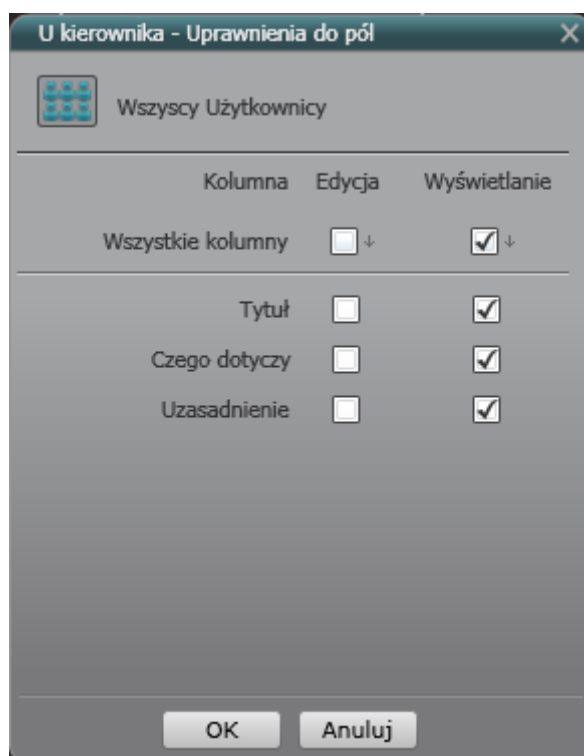 U kierownika - Uprawnienia do pól
Wszyscy Użytkownicy
Kolumna Edycja Wyświetlanie
Wszystkie kolumny
Tytuł
Czego dotyczy
Uzasadnienie
OK Anuluj